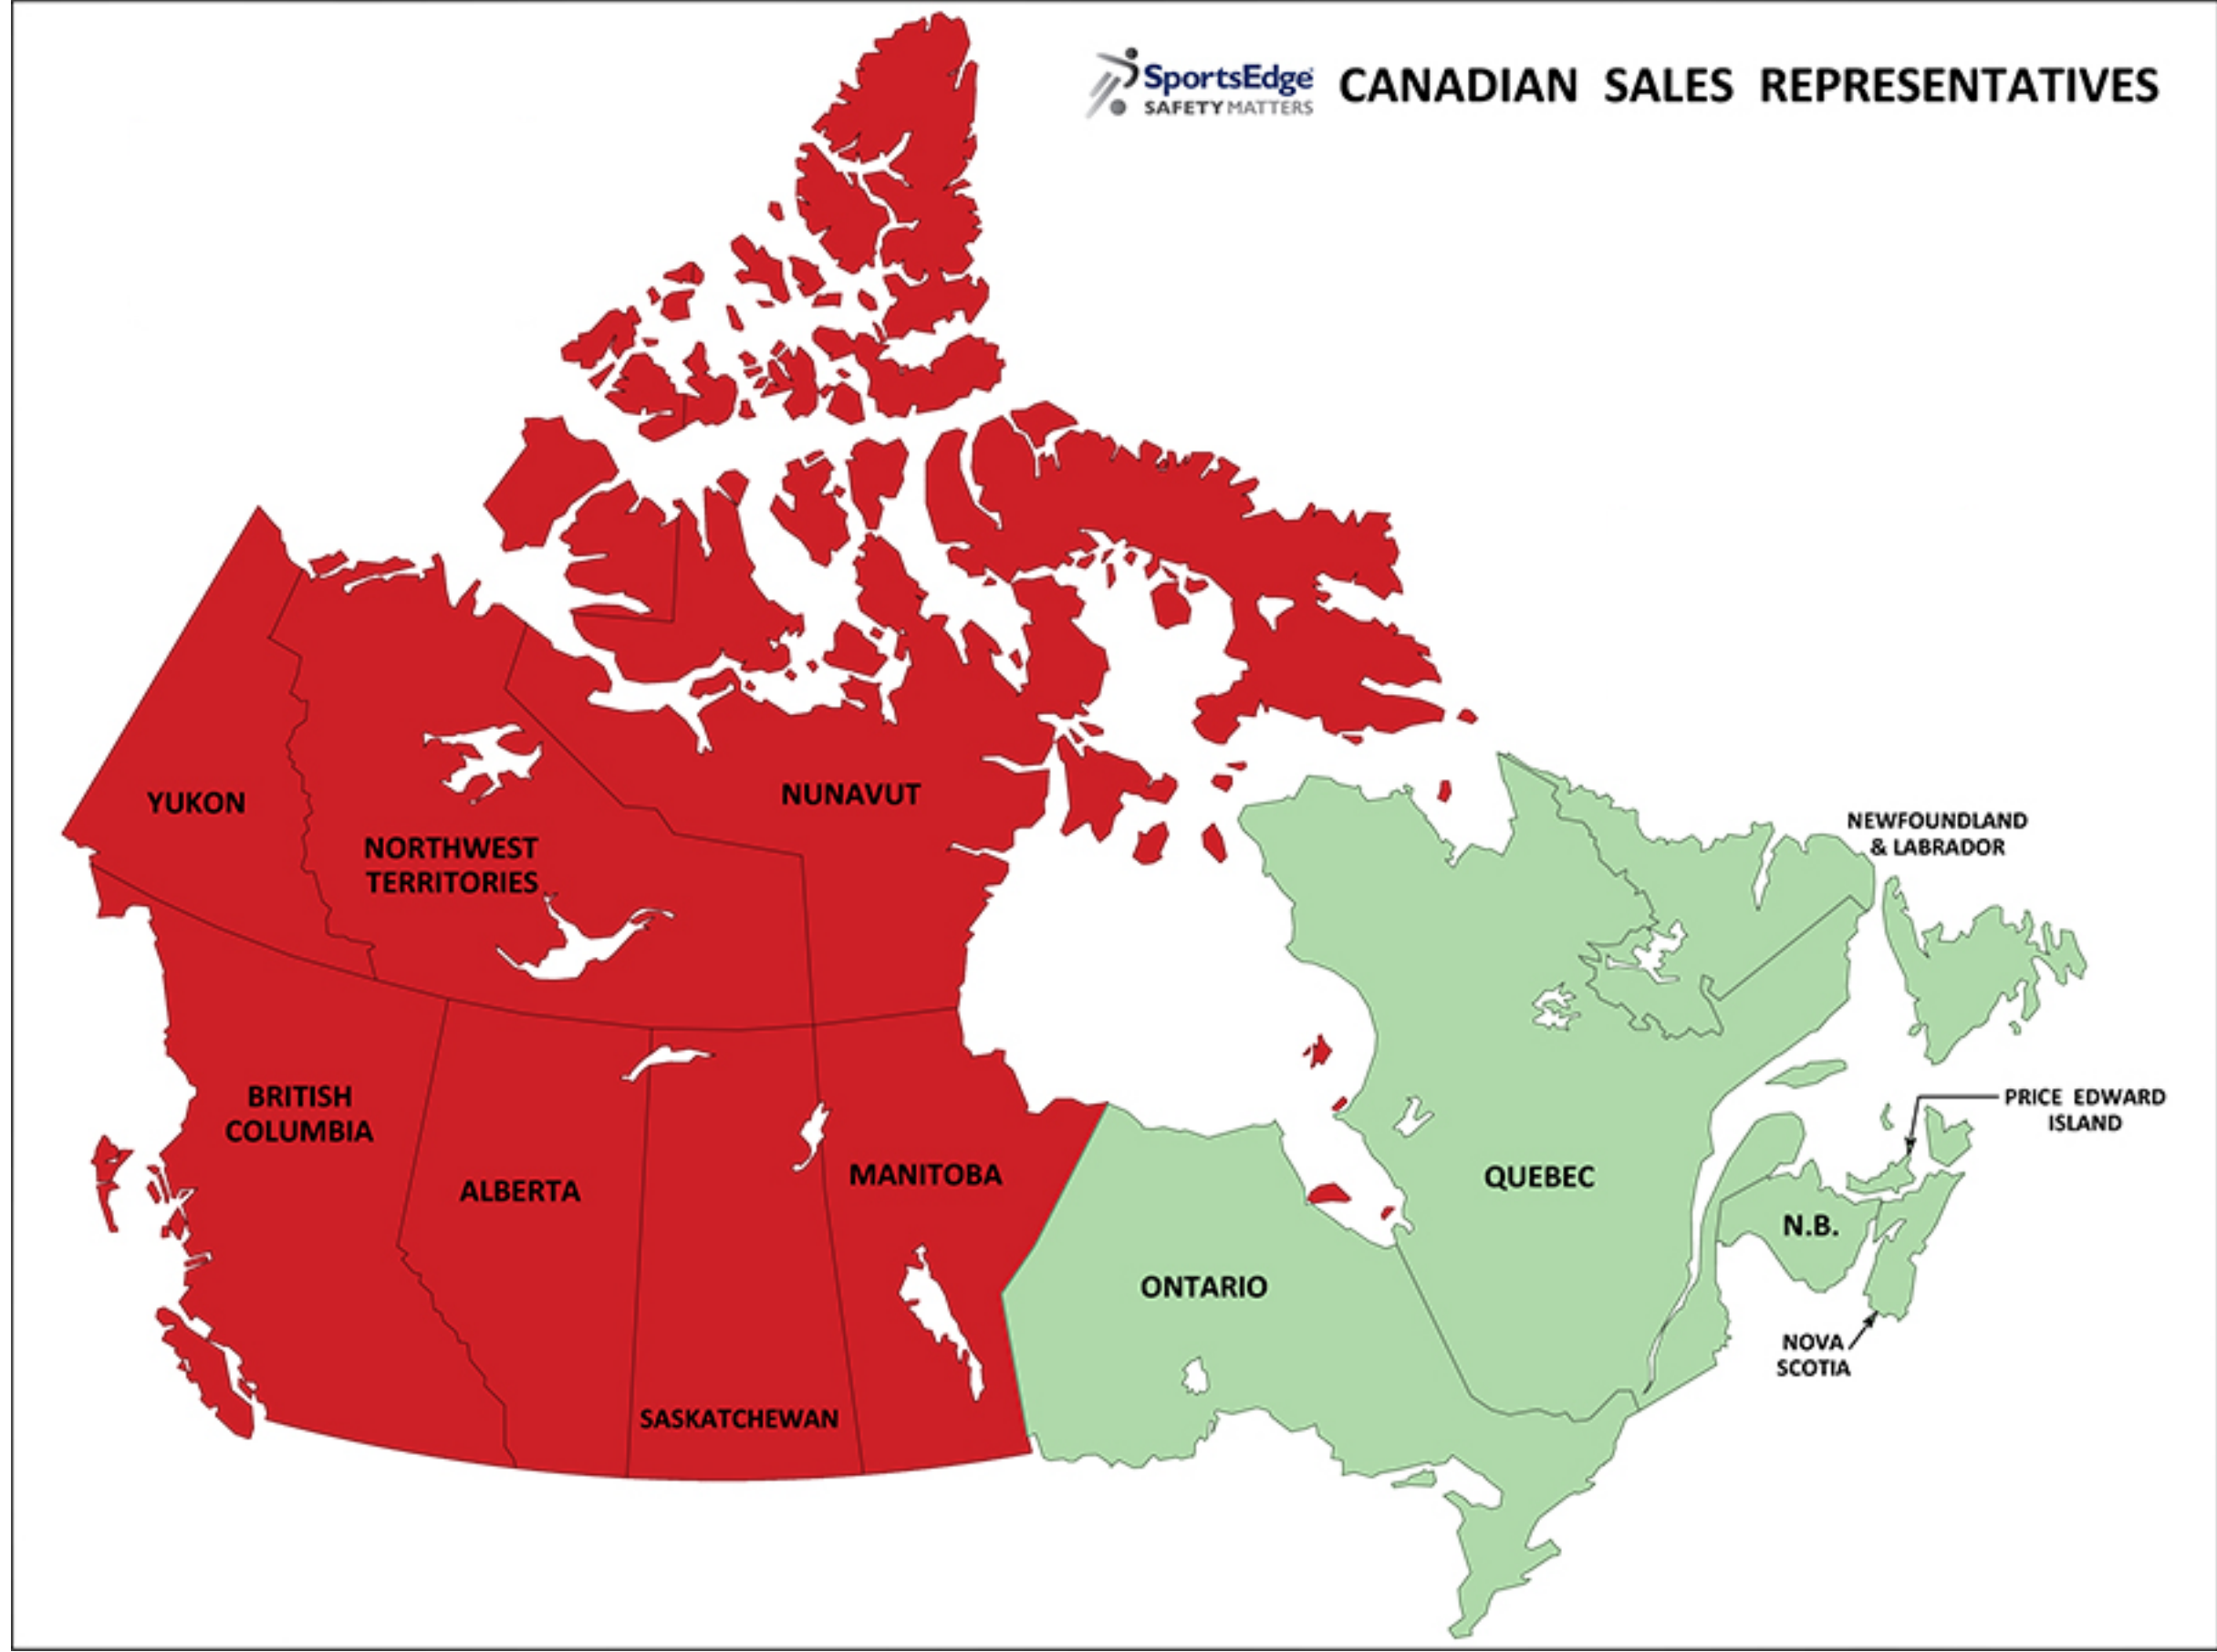 SportsEdge
SAFETY MATTERS
CANADIAN SALES REPRESENTATIVES
YUKON
NORTHWEST
TERRITORIES
NUNAVUT
NEWFOUNDLAND
& LABRADOR
BRITISH
COLUMBIA
ALBERTA
SASKATCHEWAN
MANITOBA
ONTARIO
QUEBEC
PRICE EDWARD
ISLAND
N.B.
NOVA
SCOTIA